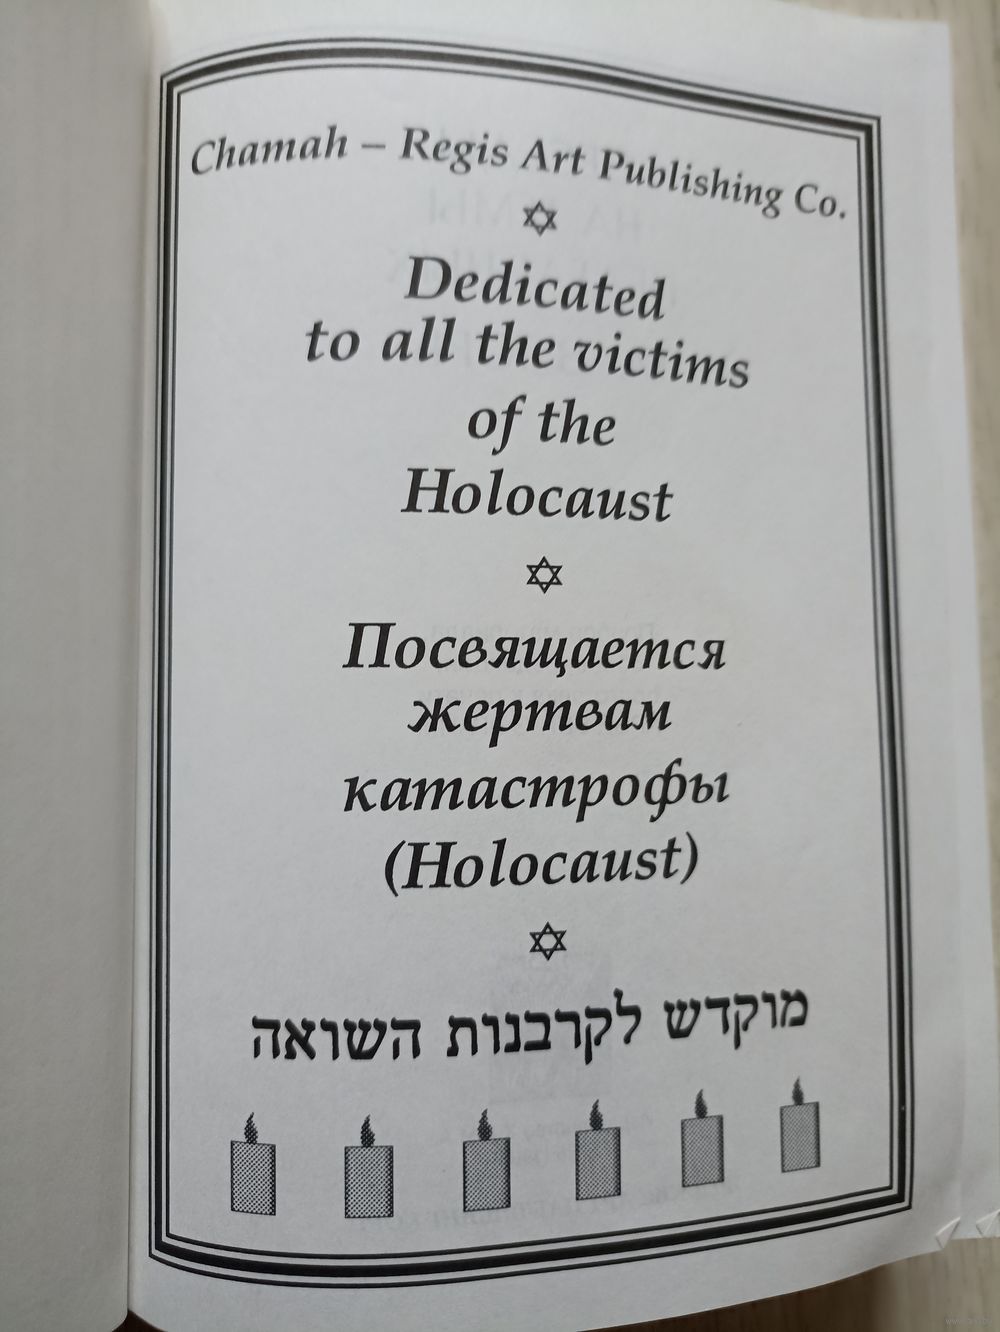 Chamah – Regis Art Publishing Co.
Dedicated
to all the victims
of the
Holocaust
Посвящается
жертвам
катастрофы
(Holocaust)
מוקדש לקרבנות השואה